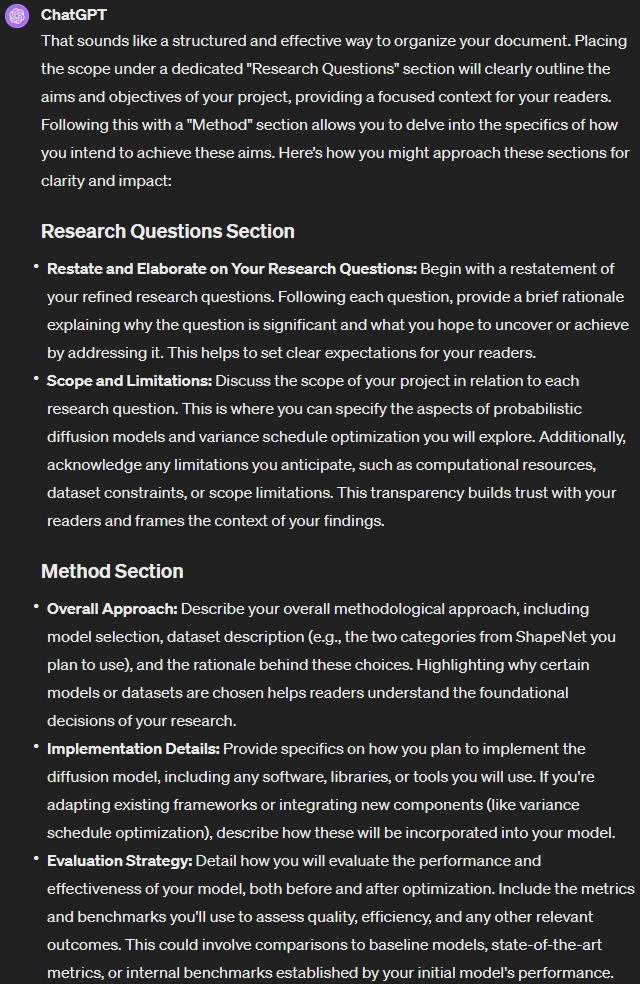 ChatGPT
That sounds like a structured and effective way to organize your document. Placing
the scope under a dedicated "Research Questions" section will clearly outline the
aims and objectives of your project, providing a focused context for your readers.
Following this with a "Method" section allows you to delve into the specifics of how
you intend to achieve these aims. Here's how you might approach these sections for
clarity and impact:
Research Questions Section
• Restate and Elaborate on Your Research Questions: Begin with a restatement of
your refined research questions. Following each question, provide a brief rationale
explaining why the question is significant and what you hope to uncover or achieve
by addressing it. This helps to set clear expectations for your readers.
• Scope and Limitations: Discuss the scope of your project in relation to each
research question. This is where you can specify the aspects of probabilistic
diffusion models and variance schedule optimization you will explore. Additionally,
acknowledge any limitations you anticipate, such as computational resources,
dataset constraints, or scope limitations. This transparency builds trust with your
readers and frames the context of your findings.
Method Section
• Overall Approach: Describe your overall methodological approach, including
model selection, dataset description (e.g., the two categories from ShapeNet you
plan to use), and the rationale behind these choices. Highlighting why certain
models or datasets are chosen helps readers understand the foundational
decisions of your research.
• Implementation Details: Provide specifics on how you plan to implement the
diffusion model, including any software, libraries, or tools you will use. If you're
adapting existing frameworks or integrating new components (like variance
schedule optimization), describe how these will be incorporated into your model.
• Evaluation Strategy: Detail how you will evaluate the performance and
effectiveness of your model, both before and after optimization. Include the metrics
and benchmarks you'll use to assess quality, efficiency, and any other relevant
outcomes. This could involve comparisons to baseline models, state-of-the-art
metrics, or internal benchmarks established by your initial model's performance.